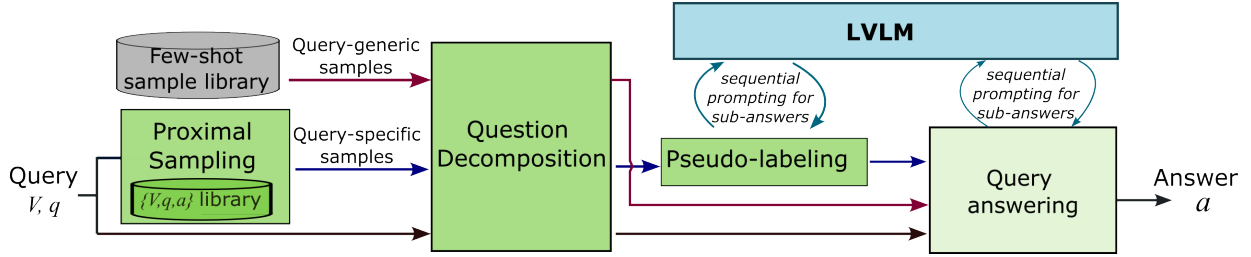 Few-shot
sample library
Query-generic
samples
Proximal
Sampling
{V,q,a} library
Query-specific
samples
Query
V, q
Question
Decomposition
LVLM
sequential
prompting for
sub-answers
sequential
prompting for
sub-answers
Pseudo-labeling
Query
answering
Answer
a